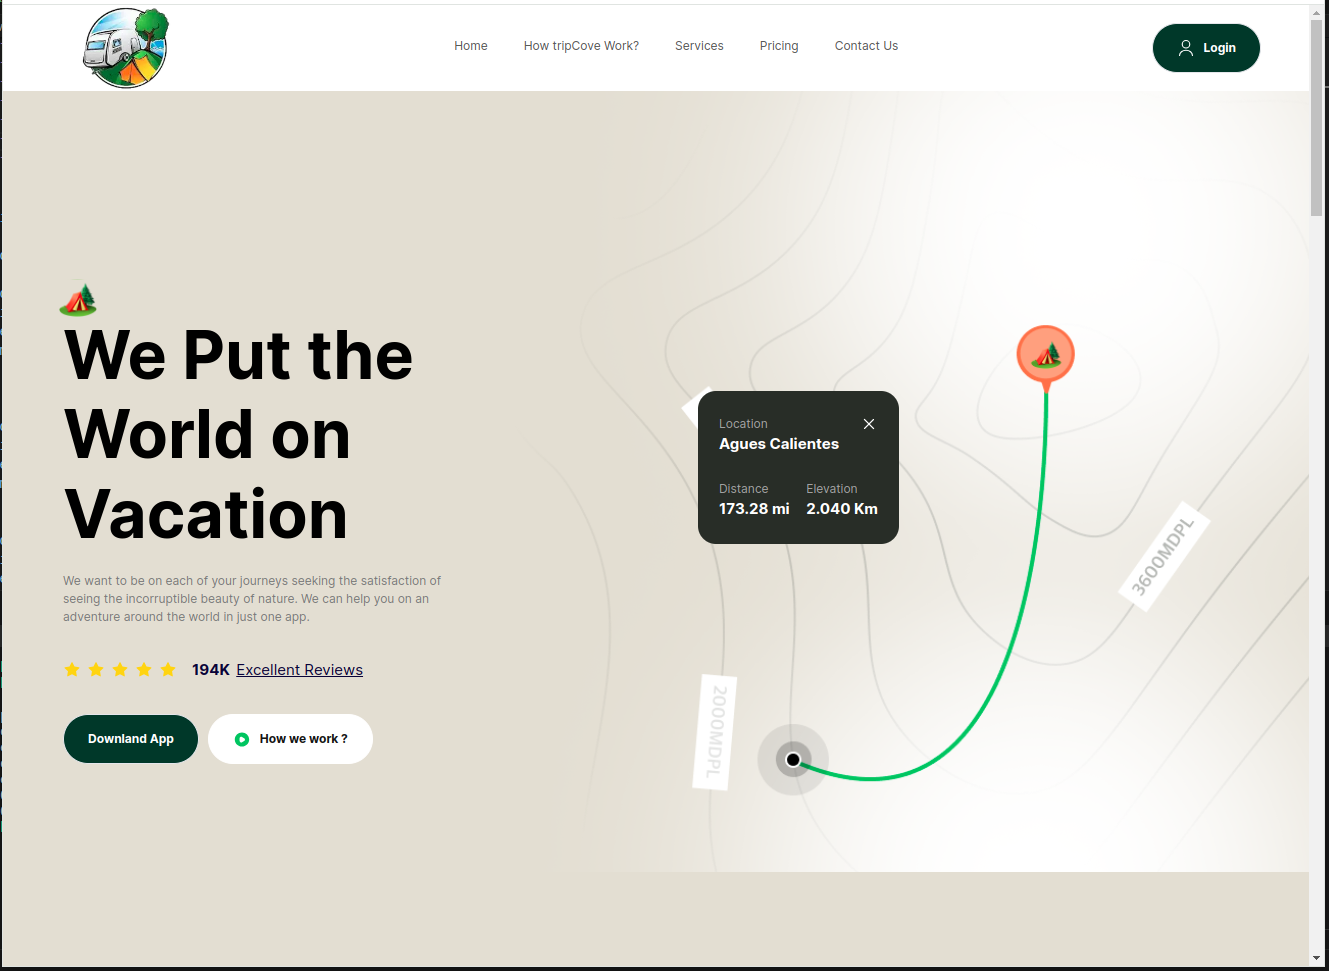 Home
How tripCove Work?
Services
Pricing
Contact Us
Login
We Put the
World on
Vacation
We want to be on each of your journeys seeking the satisfaction of
seeing the incorruptible beauty of nature. We can help you on an
adventure around the world in just one app.
194K Excellent Reviews
Downland App
How we work ?
Location
Agues Calientes
Distance
Elevation
173.28 mi
2.040 Km
3600MDPL
2000MDPL